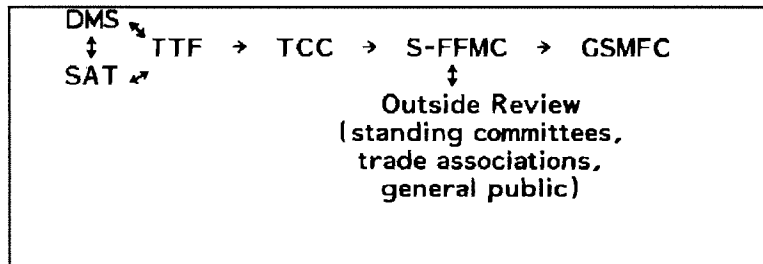 DMS
TTF → TCC → S-FFMC → GSMFC
SAT
Outside Review
(standing committees,
trade associations,
general public)